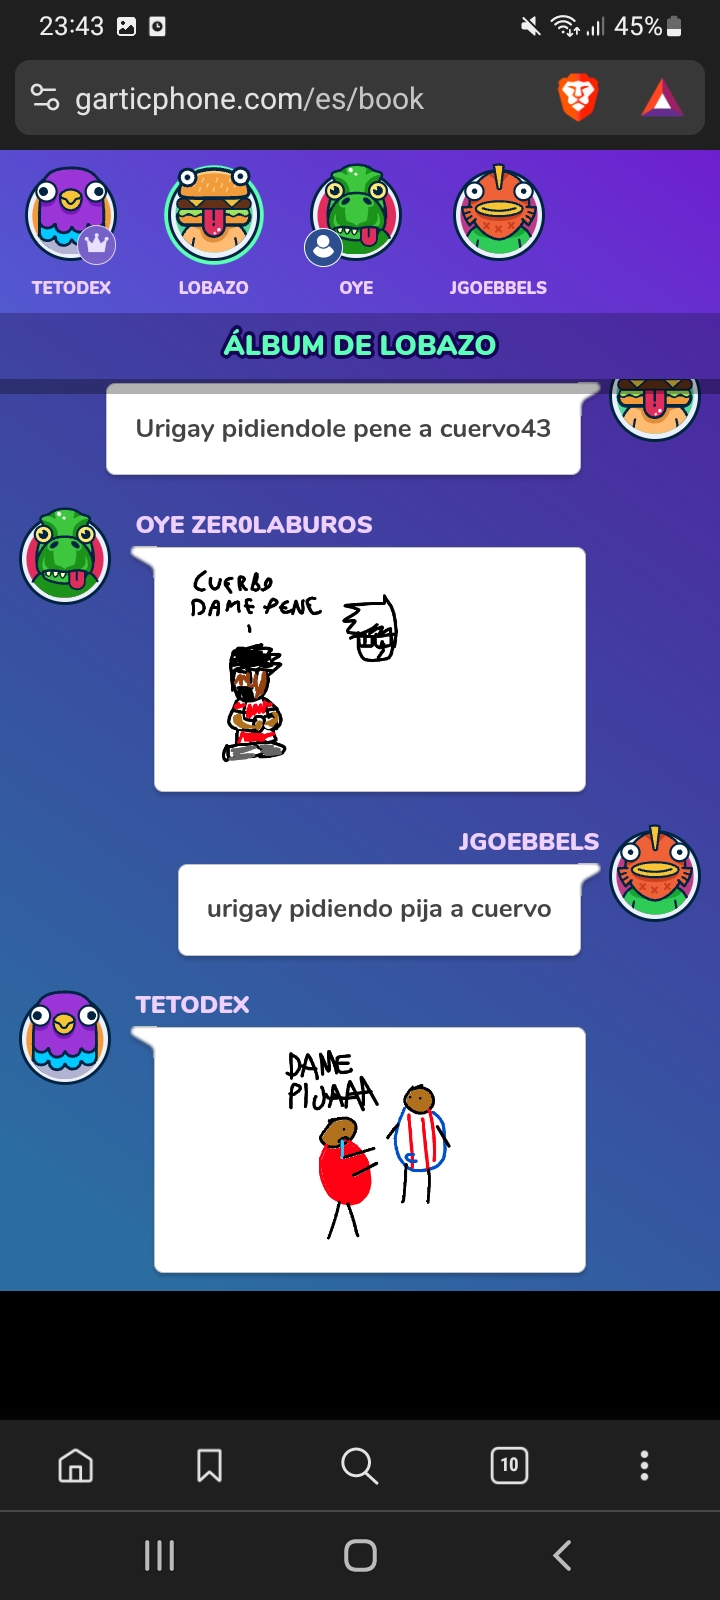 23:43
45%
garticphone.com/es/book
TETODEX
LOBAZO
OYE
JGOEBBELS
ÁLBUM DE LOBAZO
Urigay pidiendole pene a cuervo43
OYE ZER0LABUROS
CUERBO
DAME PENE
JGOEBBELS
urigay pidiendo pija a cuervo
TETODEX
DAME
PIJAAA
10